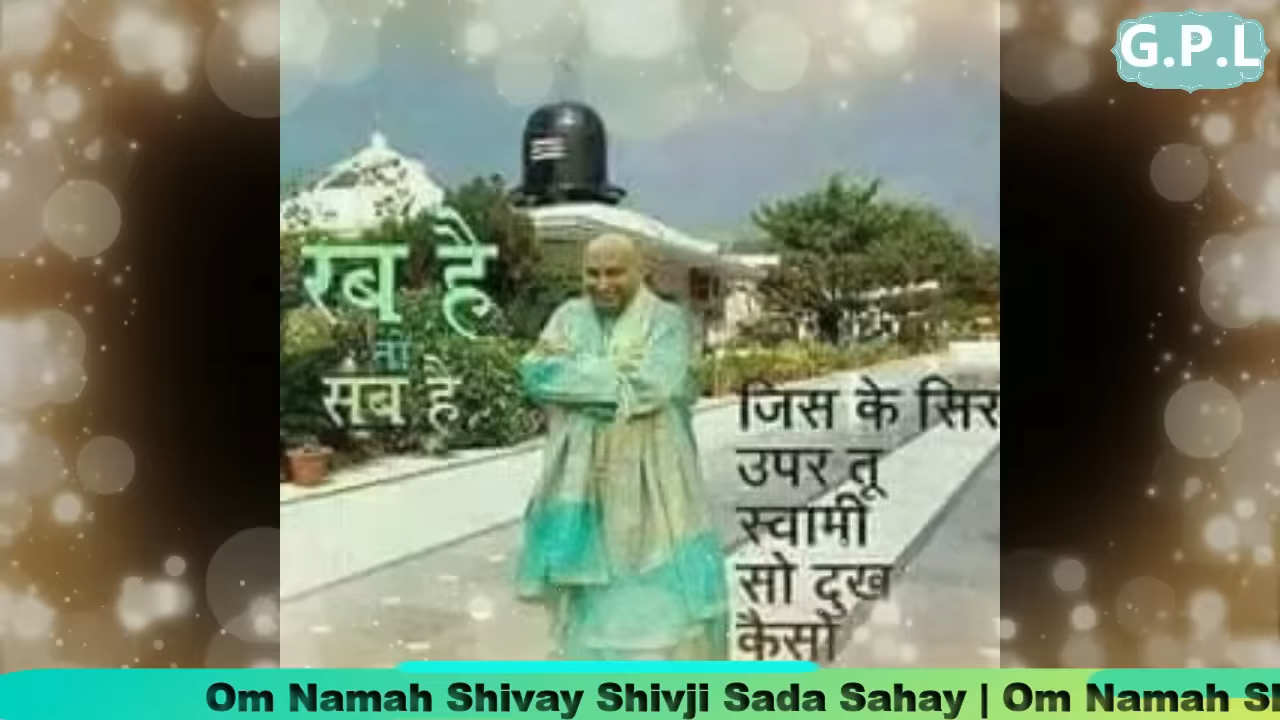 G.P.L
रब है
तो
सब है
जिस के सिर
उपर तू
स्वामी
सो दुख
कैसो
Om Namah Shivay Shivji Sada Sahay | Om Namah Sh